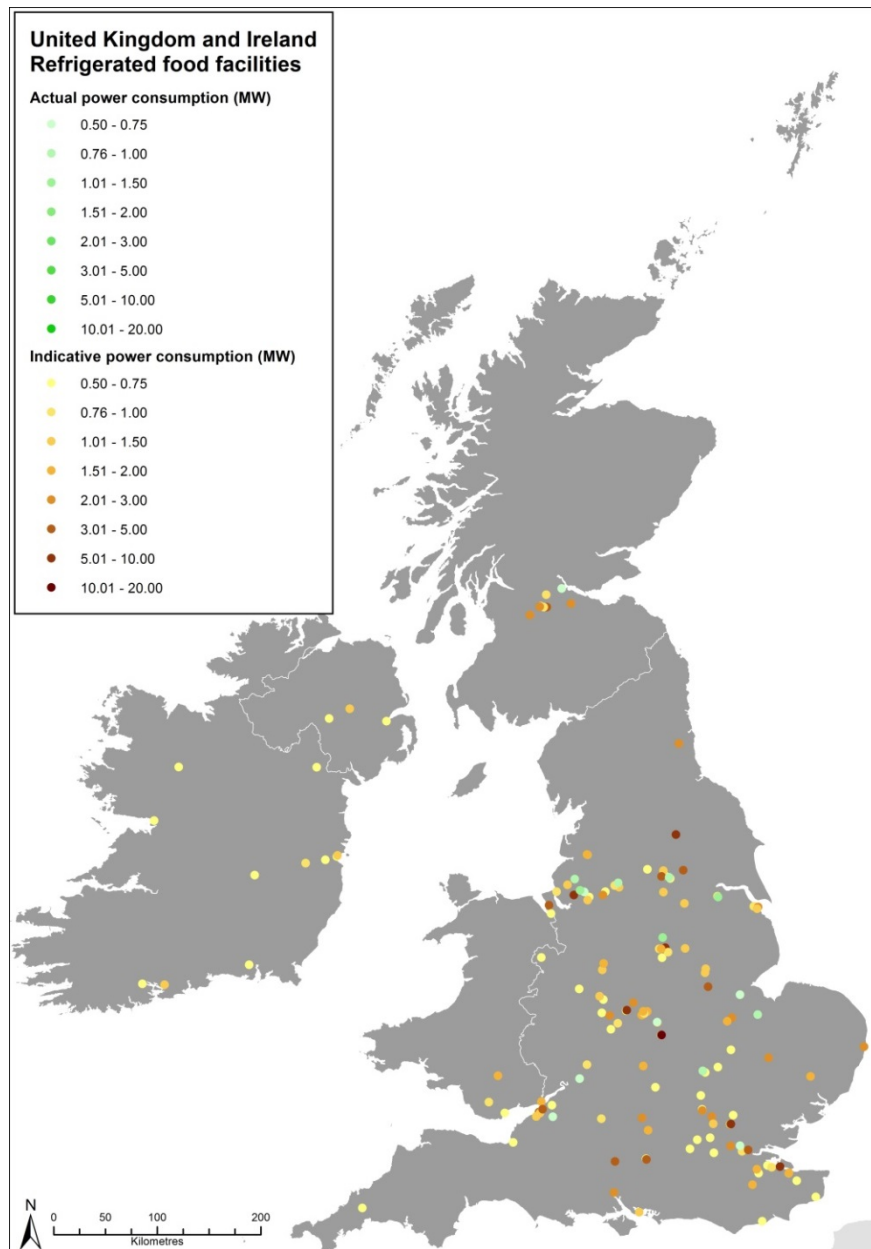 United Kingdom and Ireland
Refrigerated food facilities
Actual power consumption (MW)
0.50 - 0.75
0.76 - 1.00
1.01 - 1.50
1.51 - 2.00
2.01 - 3.00
3.01 - 5.00
5.01 - 10.00
10.01 - 20.00
Indicative power consumption (MW)
0.50 - 0.75
0.76 - 1.00
1.01 - 1.50
1.51 - 2.00
2.01 - 3.00
3.01 - 5.00
5.01 - 10.00
10.01 - 20.00
N
0 50 100 200
Kilometres